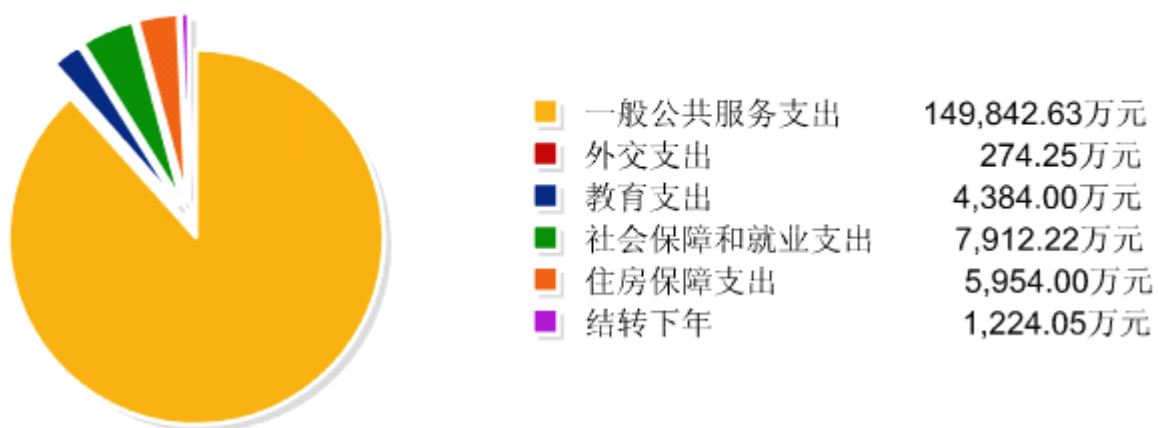 一般公共服务支出 149,842.63万元
外交支出 274.25万元
教育支出 4,384.00万元
社会保障和就业支出 7,912.22万元
住房保障支出 5,954.00万元
结转下年 1,224.05万元